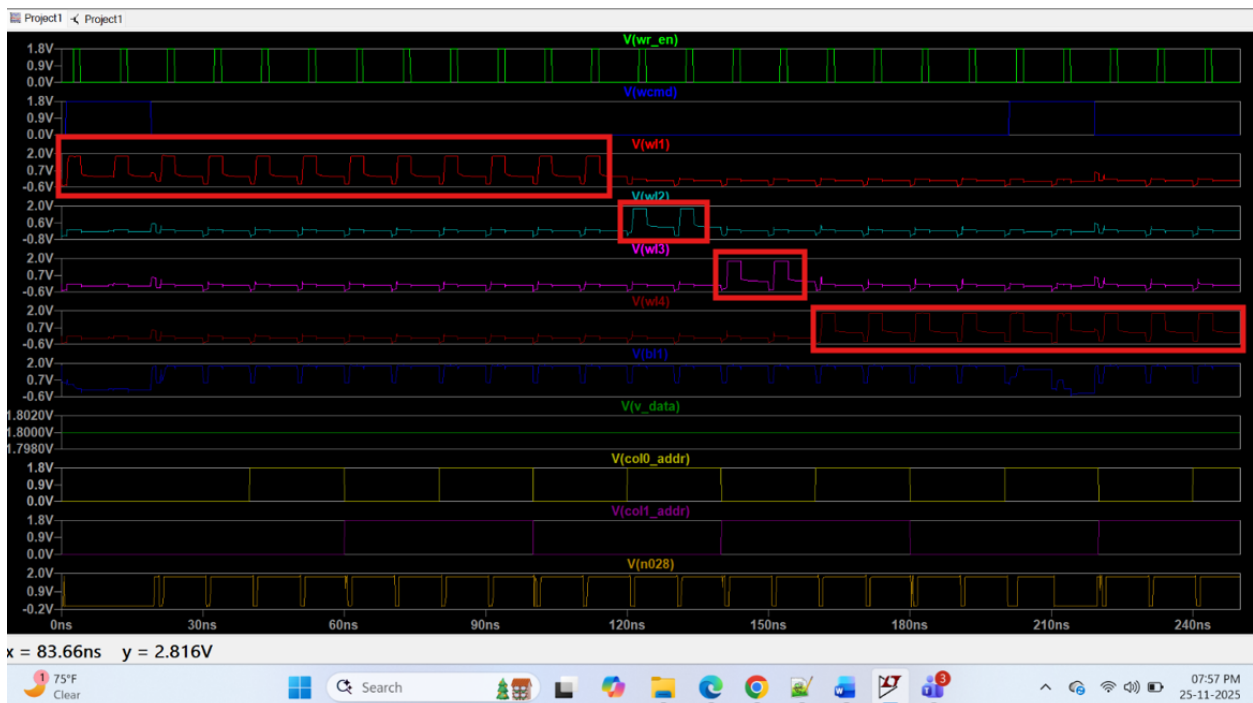 Project1 Project1
V(wr_en)
1.8V
0.9V
0.0V
V(wcmd)
1.8V
0.9V
0.0V
V(wl1)
2.0V
0.7V
-0.6V
V(wl2)
2.0V
0.6V
-0.8V
V(wl3)
2.0V
0.7V
-0.6V
V(wl4)
2.0V
0.7V
-0.6V
V(bl1)
2.0V
0.7V
-0.6V
V(v_data)
1.8020V
1.8000V
1.7980V
V(col0_addr)
1.8V
0.9V
0.0V
V(col1_addr)
1.8V
0.9V
0.0V
V(n028)
2.0V
0.9V
-0.2V
0ns 30ns 60ns 90ns 120ns 150ns 180ns 210ns 240ns
x = 83.66ns y = 2.816V
1 75°F
Clear
Search
3
07:57 PM
25-11-2025